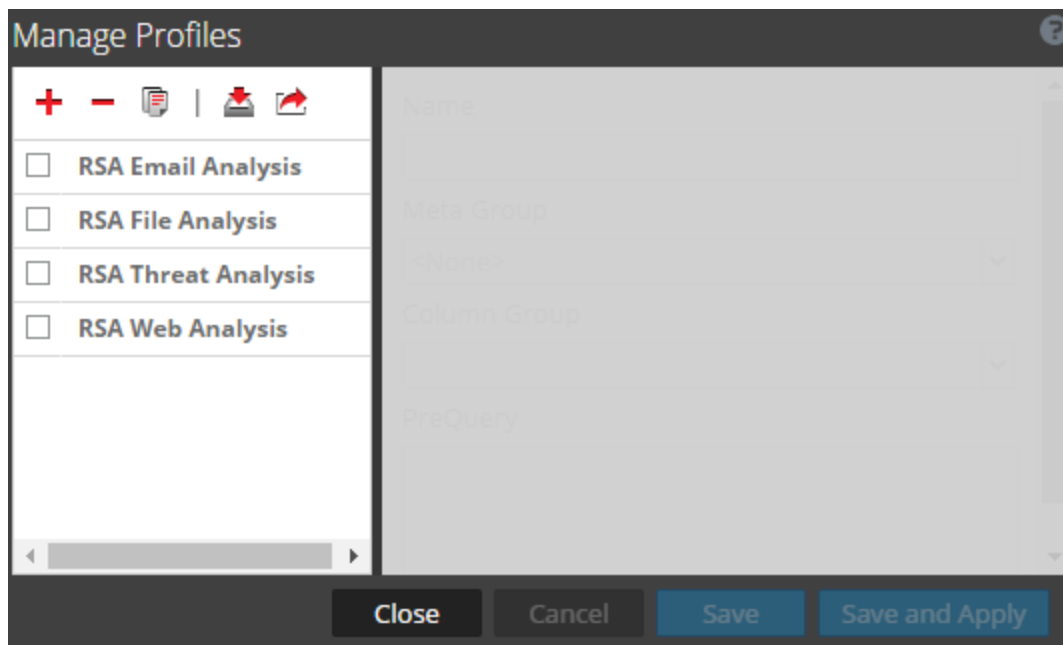 Manage Profiles
RSA Email Analysis
RSA File Analysis
RSA Threat Analysis
RSA Web Analysis
Name
Meta Group
<None>
Column Group
PreQuery
Close Cancel Save Save and Apply